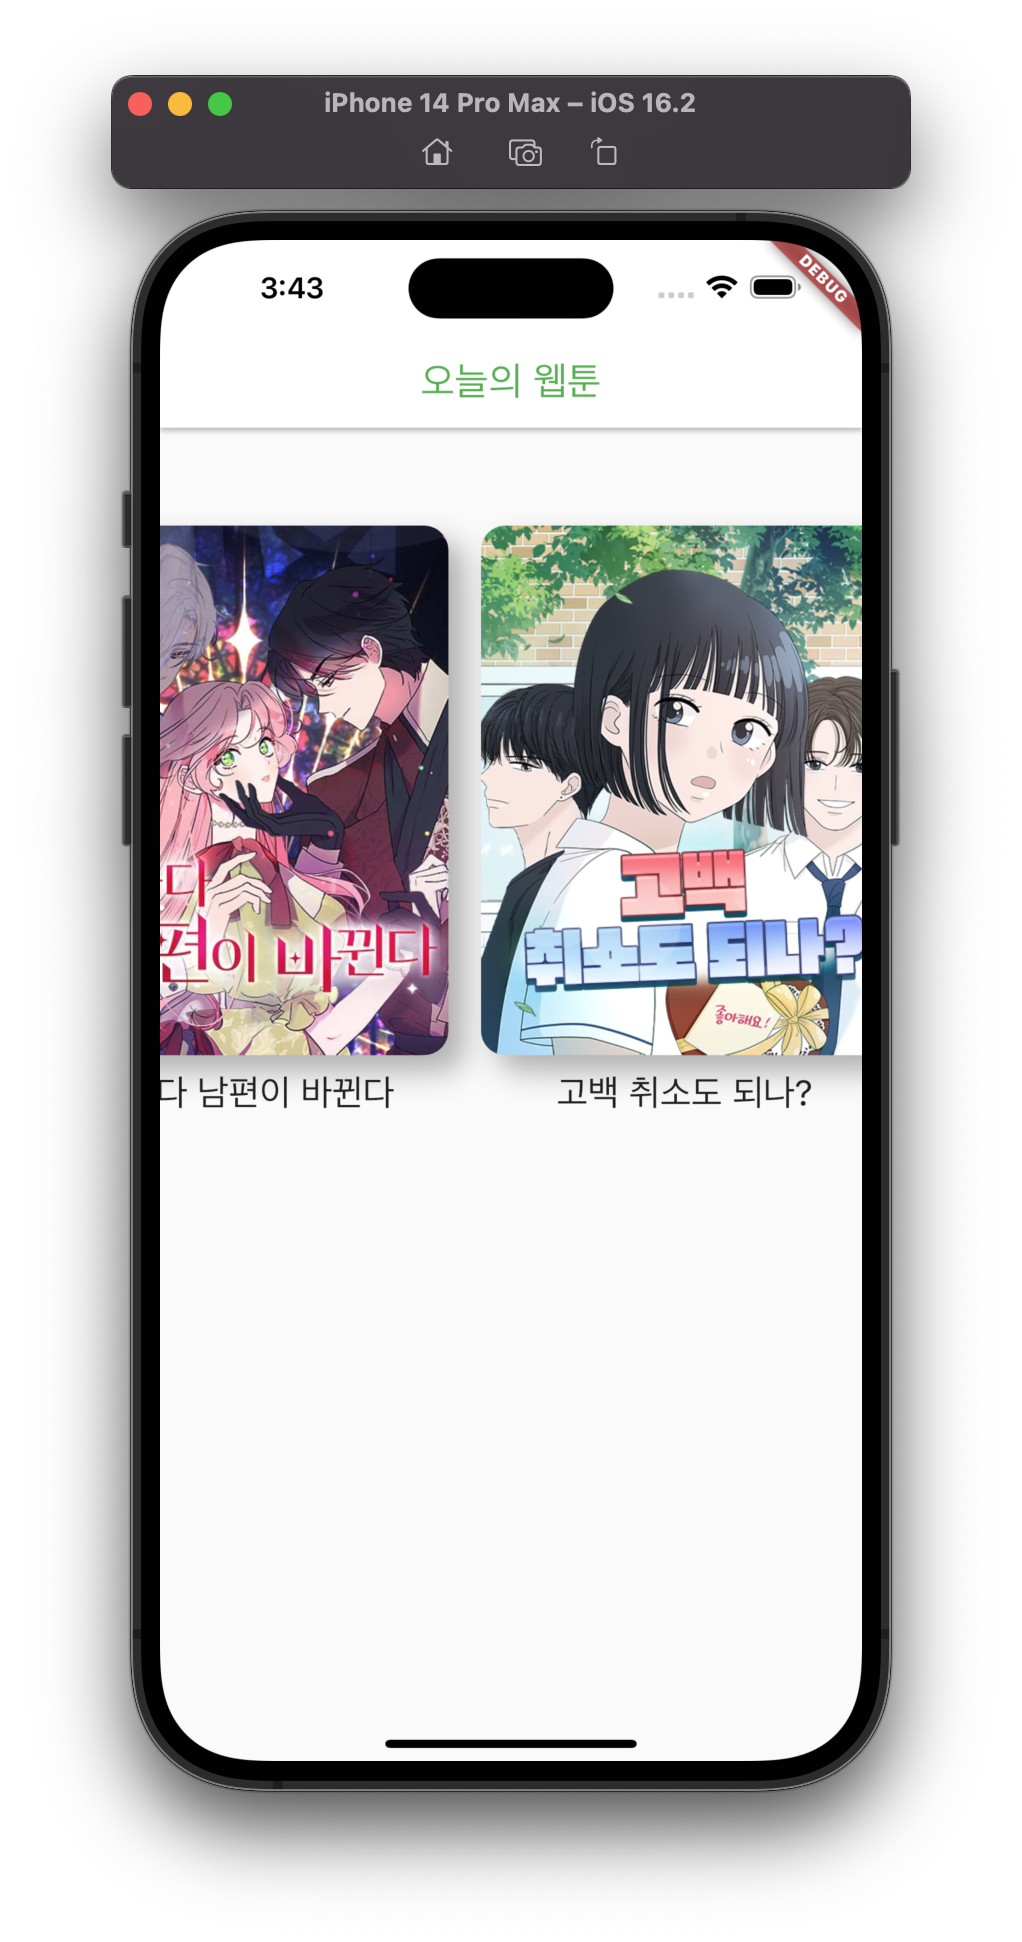 iPhone 14 Pro Max – iOS 16.2
3:43
DEBUG
오늘의 웹툰
다
편이 바뀐다
고백
취소도 되나?
좋아해요!
다 남편이 바뀐다
고백 취소도 되나?